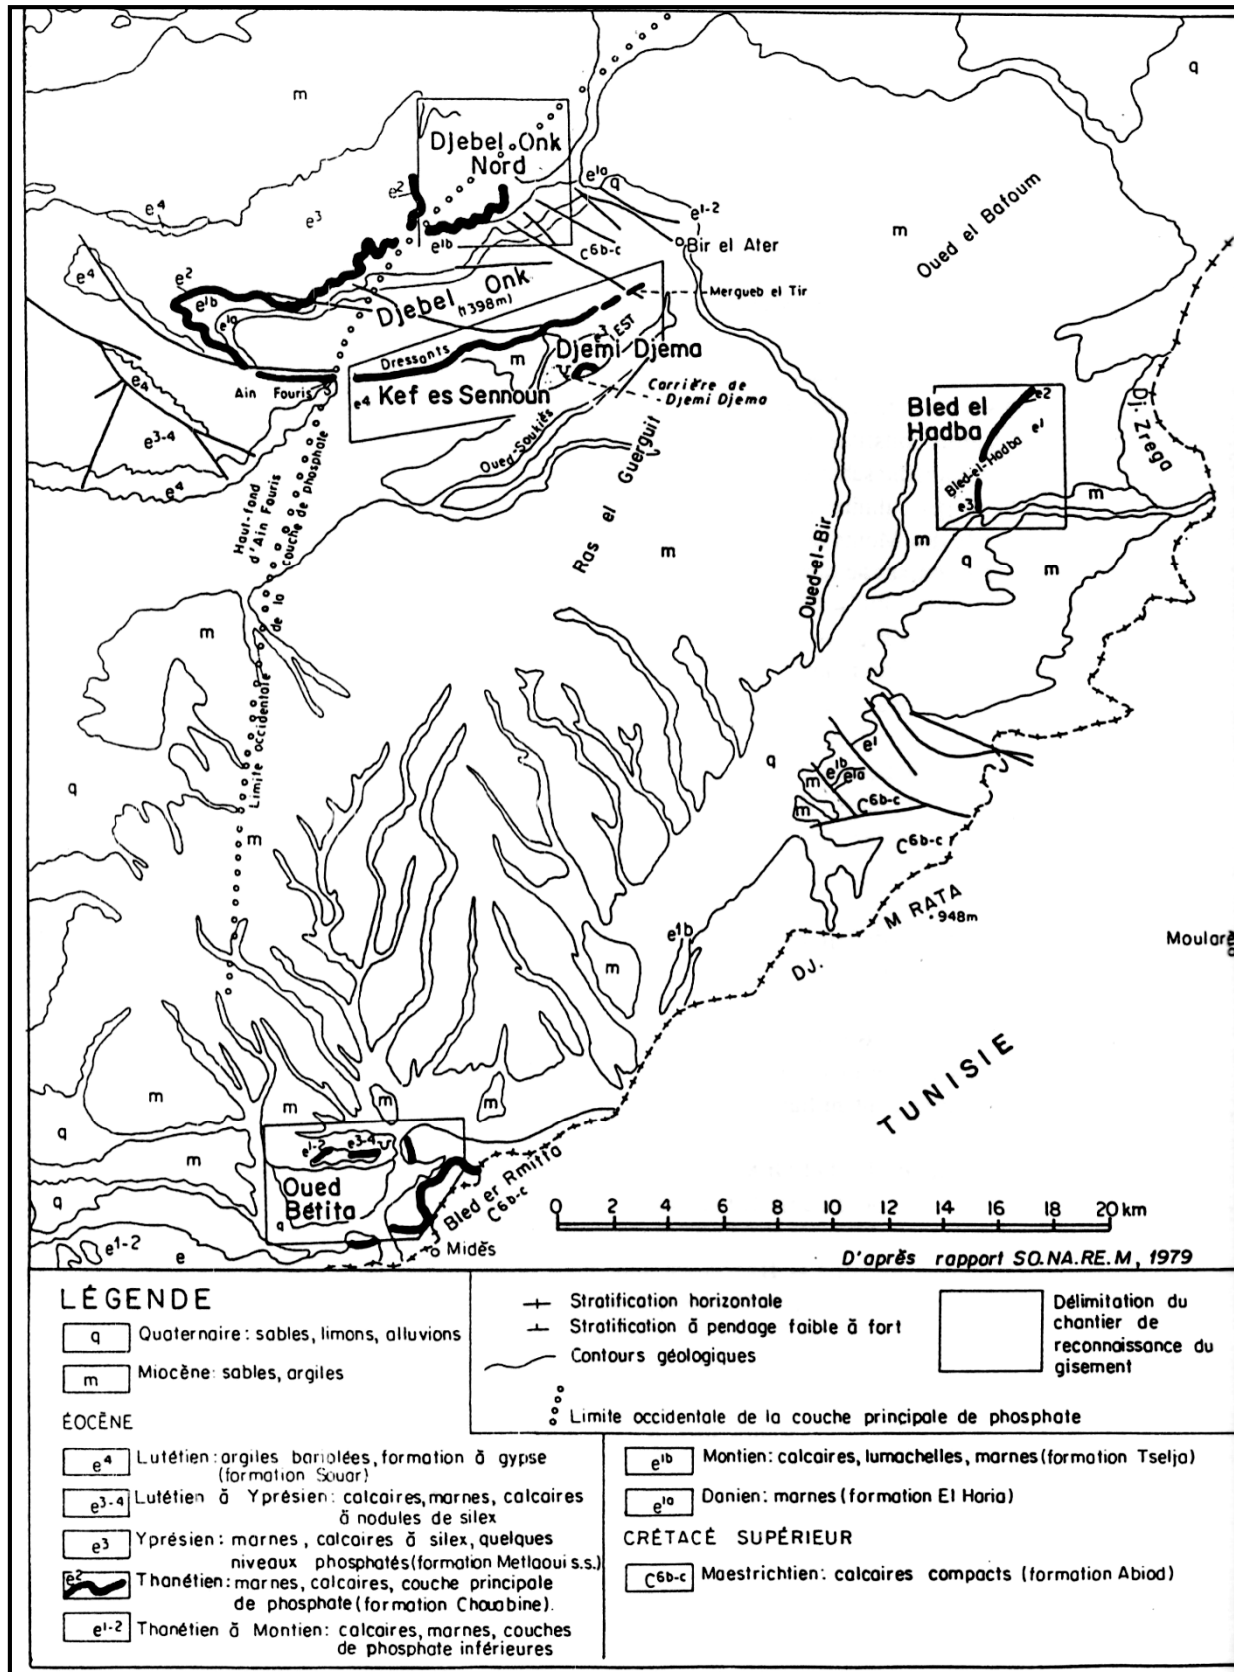 m
q
Djebel Onk
Nord
e2
e1a
q
e4
e3
e1-2
e1b
C6b-c
Bir el Ater
m
Oued el Bafoum
e4
e2
e1b
e1a
Djebel Onk
(1398m)
Mergueb el Tir
Dressants
m
e3 EST
Djemi Djema
Ain Fouris
e4 Kef es Sennoun
Carrière de
Djemi Djema
e4
e3-4
e4
Oued-Soukiés
Ras el Guerguit
Bled el
Hadba
e2
e1
Bled-el-Hadba
e3
Dj. Zrega
m
m
q
m
Haut-fond
d'Ain Fouris
Limite occidentale de la couche de phosphate
m
Oued-el-Bir
m
q
m
q
e1
e1b
e1a
m
m
C6b-c
C6b-c
DJ. M RATA
948m
Moularè
e1b
m
TUNISIE
m
m
m
q
m
e1-2
e3-4
Oued
Bétita
q
q
Bled er Rmitta
C6b-c
Midès
e1-2
e
0 2 4 6 8 10 12 14 16 18 20 km
D'après rapport SO.NA.RE.M, 1979
LÉGENDE
q Quaternaire: sables, limons, alluvions
m Miocène: sables, argiles
ÉOCÈNE
e4 Lutétien: argiles bariolées, formation à gypse
(formation Souar)
e3-4 Lutétien à Yprésien: calcaires, marnes, calcaires
à nodules de silex
e3 Yprésien: marnes, calcaires à silex, quelques
niveaux phosphatés (formation Metlaoui s.s.)
e2 Thanétien: marnes, calcaires, couche principale
de phosphate (formation Chouabine).
e1-2 Thanétien à Montien: calcaires, marnes, couches
de phosphate inférieures
Stratification horizontale
Stratification à pendage faible à fort
Contours géologiques
Limite occidentale de la couche principale de phosphate
Délimitation du
chantier de
reconnaissance du
gisement
e1b Montien: calcaires, lumachelles, marnes (formation Tselja)
e1a Danien: marnes (formation El Haria)
CRÉTACÉ SUPÉRIEUR
C6b-c Maestrichtien: calcaires compacts (formation Abiod)